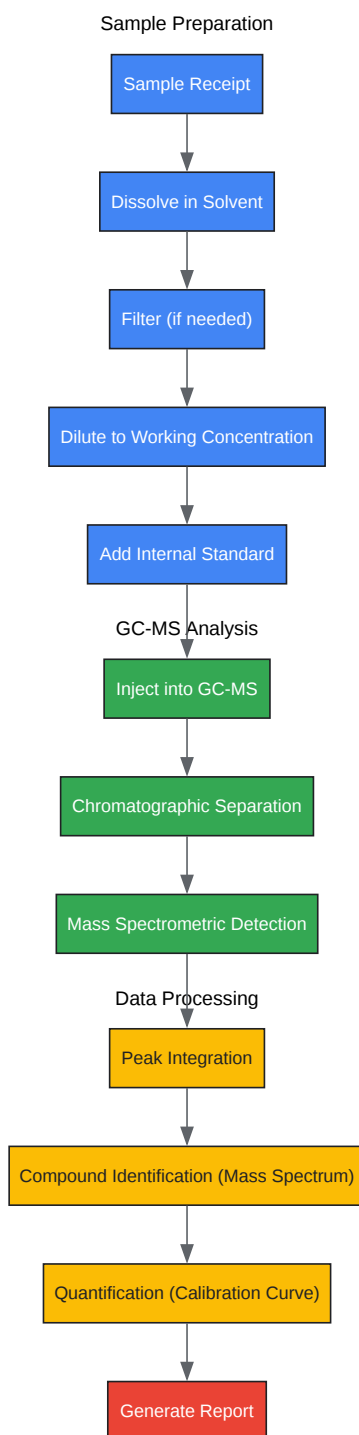 Sample Preparation
Sample Receipt
Dissolve in Solvent
Filter (if needed)
Dilute to Working Concentration
Add Internal Standard
GC-MS Analysis
Inject into GC-MS
Chromatographic Separation
Mass Spectrometric Detection
Data Processing
Peak Integration
Compound Identification (Mass Spectrum)
Quantification (Calibration Curve)
Generate Report